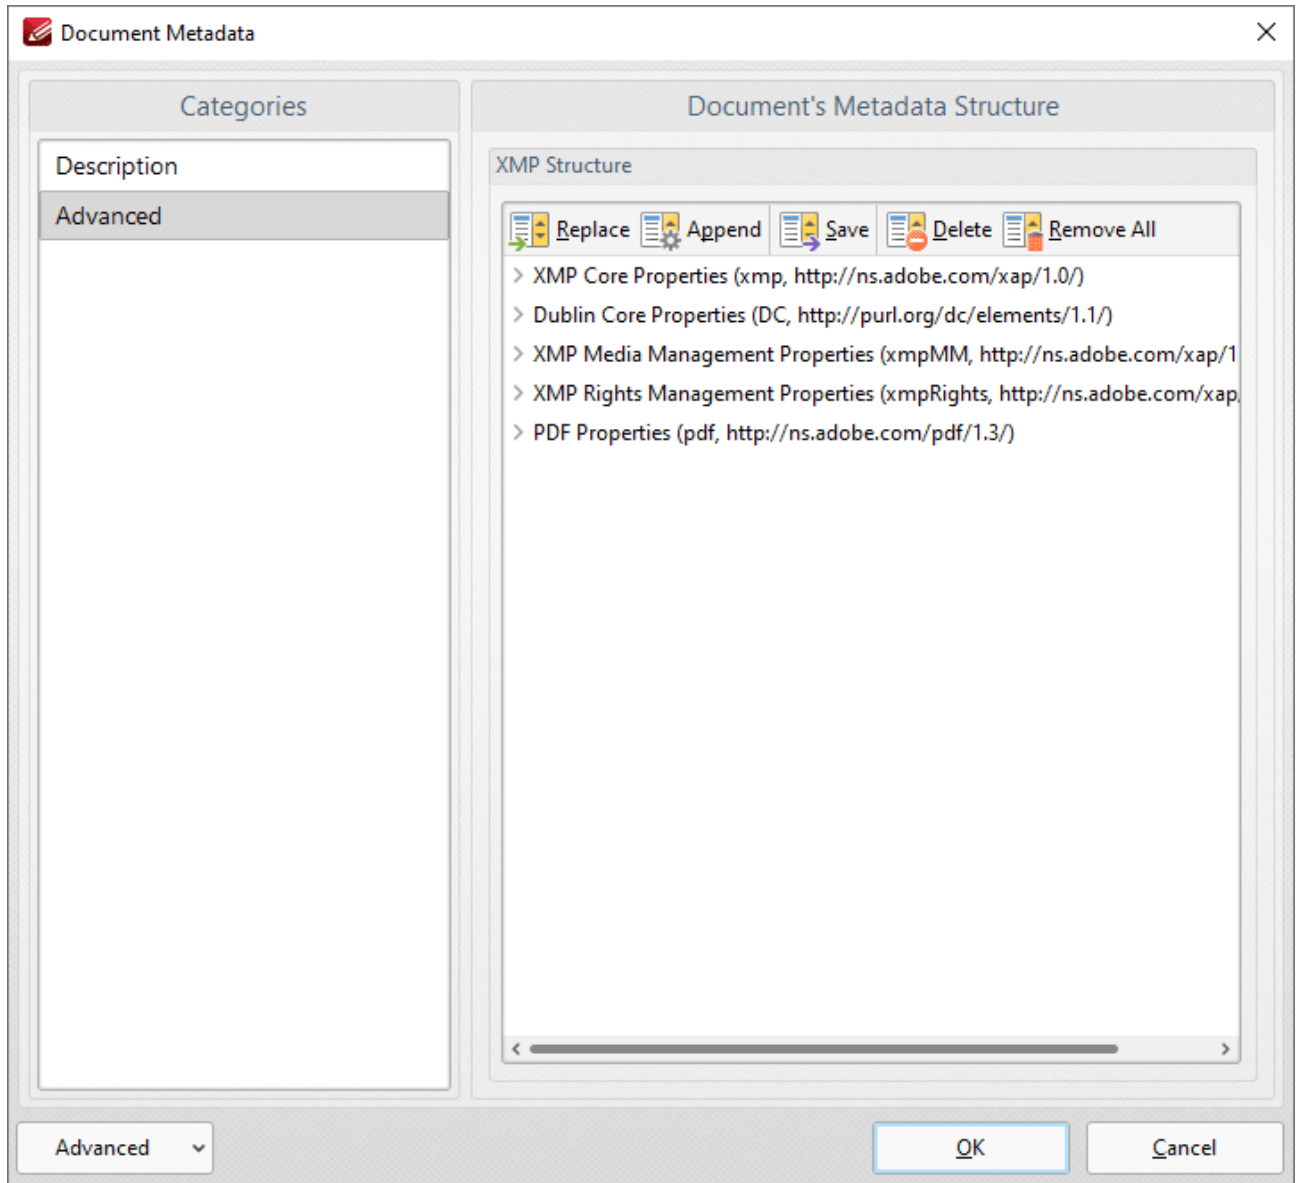 Document Metadata
Categories
Description
Advanced
Document's Metadata Structure
XMP Structure
Replace Append Save Delete Remove All
XMP Core Properties (xmp, http://ns.adobe.com/xap/1.0/)
Dublin Core Properties (DC, http://purl.org/dc/elements/1.1/)
XMP Media Management Properties (xmpMM, http://ns.adobe.com/xap/1
XMP Rights Management Properties (xmpRights, http://ns.adobe.com/xap/
PDF Properties (pdf, http://ns.adobe.com/pdf/1.3/)
Advanced
OK
Cancel